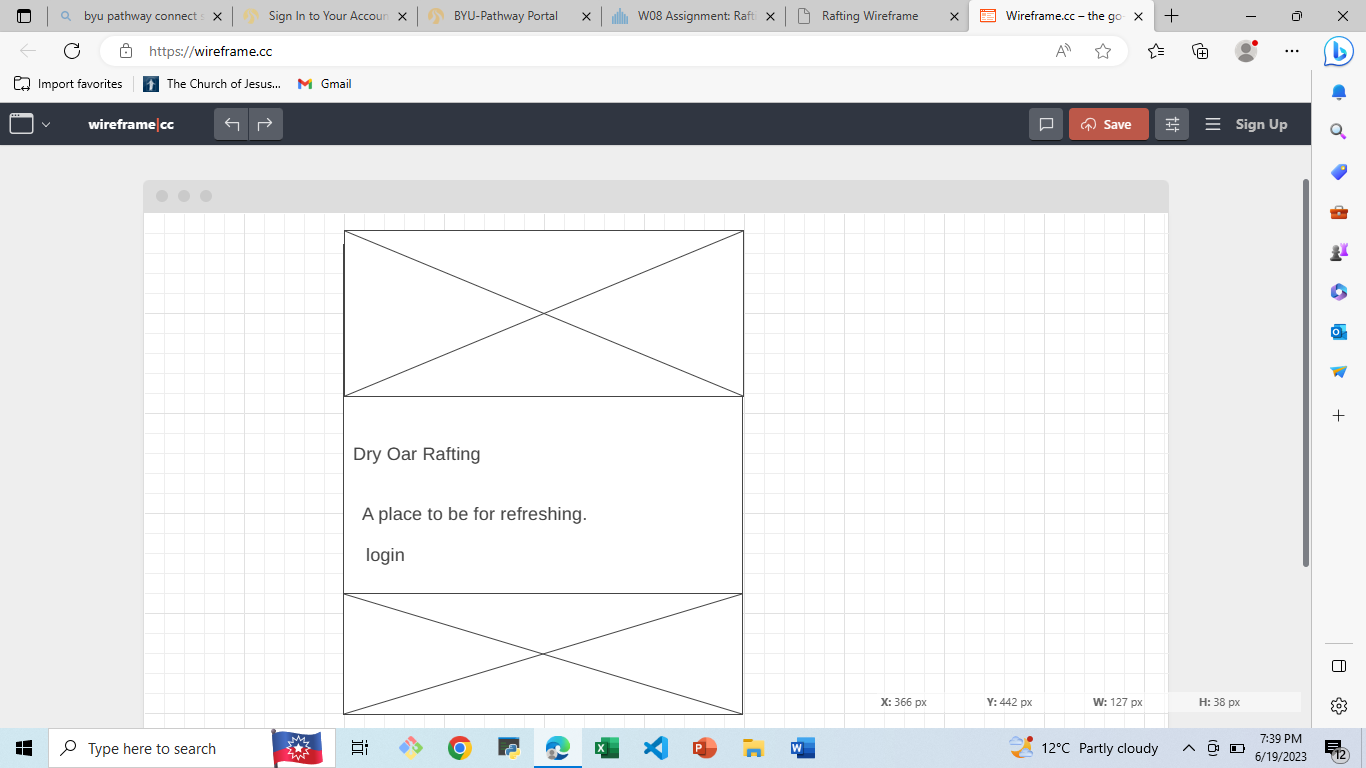 byu pathway connect s
Sign In to Your Accoun
BYU-Pathway Portal
W08 Assignment: Rafti
Rafting Wireframe
Wireframe.cc – the go-
https://wireframe.cc
Import favorites
The Church of Jesus...
Gmail
wireframe|cc
Save
Sign Up
Dry Oar Rafting
A place to be for refreshing.
login
X: 366 px Y: 442 px W: 127 px H: 38 px
Type here to search
12°C Partly cloudy
7:39 PM
6/19/2023
12